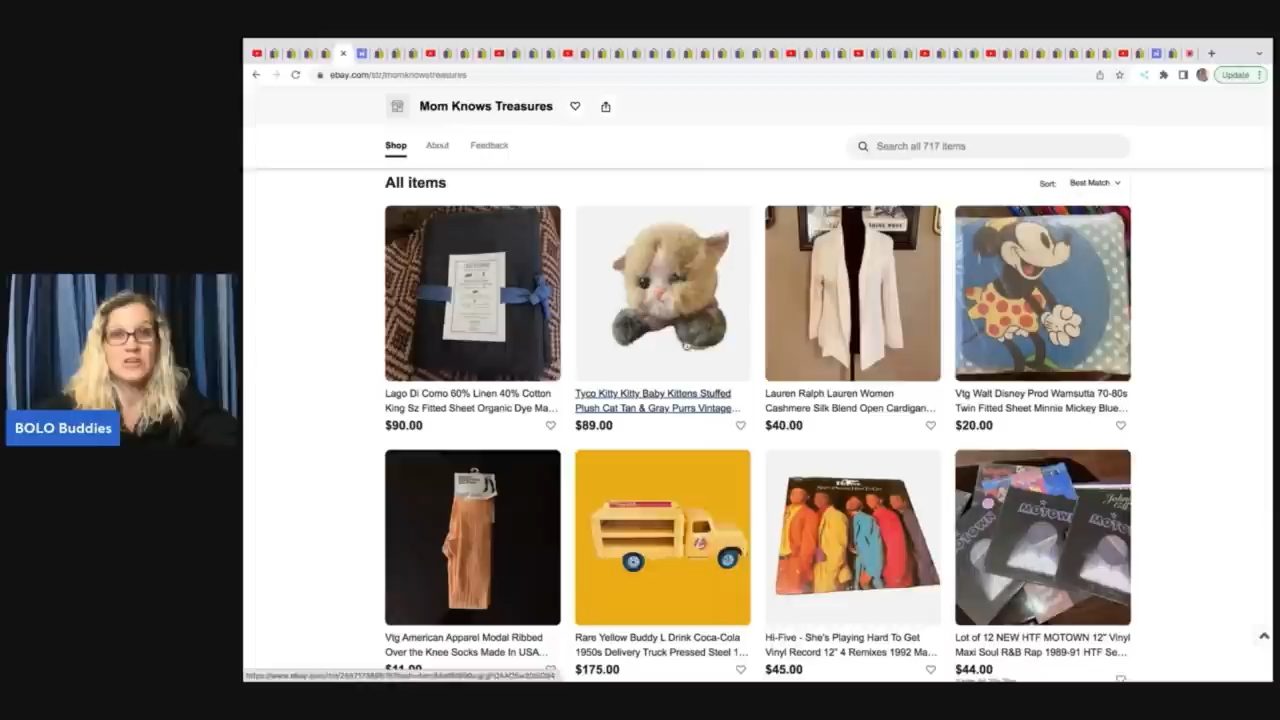 Update
ebay.com/str/momknowstreasures
Mom Knows Treasures
Shop About Feedback
Search all 717 items
All items
Sort: Best Match
Lago Di Como 60% Linen 40% Cotton
King Sz Fitted Sheet Organic Dye Ma...
$90.00
Tyco Kitty Kitty Baby Kittens Stuffed
Plush Cat Tan & Gray Purrs Vintage...
$89.00
Lauren Ralph Lauren Women
Cashmere Silk Blend Open Cardigan...
$40.00
Vtg Walt Disney Prod Wamsutta 70-80s
Twin Fitted Sheet Minnie Mickey Blue...
$20.00
BOLO Buddies
MOTOWN
MOTOWN
Vtg American Apparel Modal Ribbed
Over the Knee Socks Made In USA...
$11.00
Rare Yellow Buddy L Drink Coca-Cola
1950s Delivery Truck Pressed Steel 1...
$175.00
Hi-Five - She's Playing Hard To Get
Vinyl Record 12" 4 Remixes 1992 Ma...
$45.00
Lot of 12 NEW HTF MOTOWN 12" Vinyl
Maxi Soul R&B Rap 1989-91 HTF Se...
$44.00